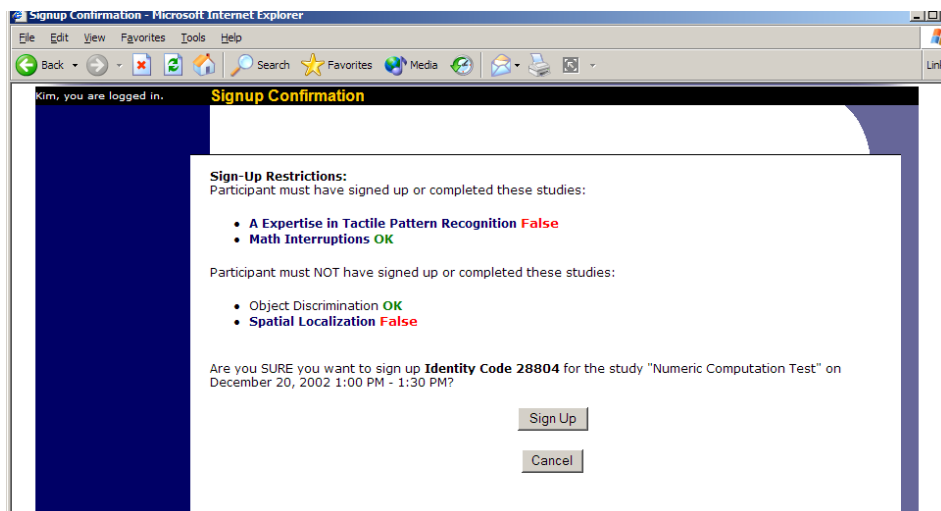 Signup Confirmation - Microsoft Internet Explorer
File Edit View Favorites Tools Help
Back Search Favorites Media
Kim, you are logged in. Signup Confirmation
Sign-Up Restrictions:
Participant must have signed up or completed these studies:
• A Expertise in Tactile Pattern Recognition False
• Math Interruptions OK
Participant must NOT have signed up or completed these studies:
• Object Discrimination OK
• Spatial Localization False
Are you SURE you want to sign up Identity Code 28804 for the study "Numeric Computation Test" on
December 20, 2002 1:00 PM - 1:30 PM?
Sign Up
Cancel